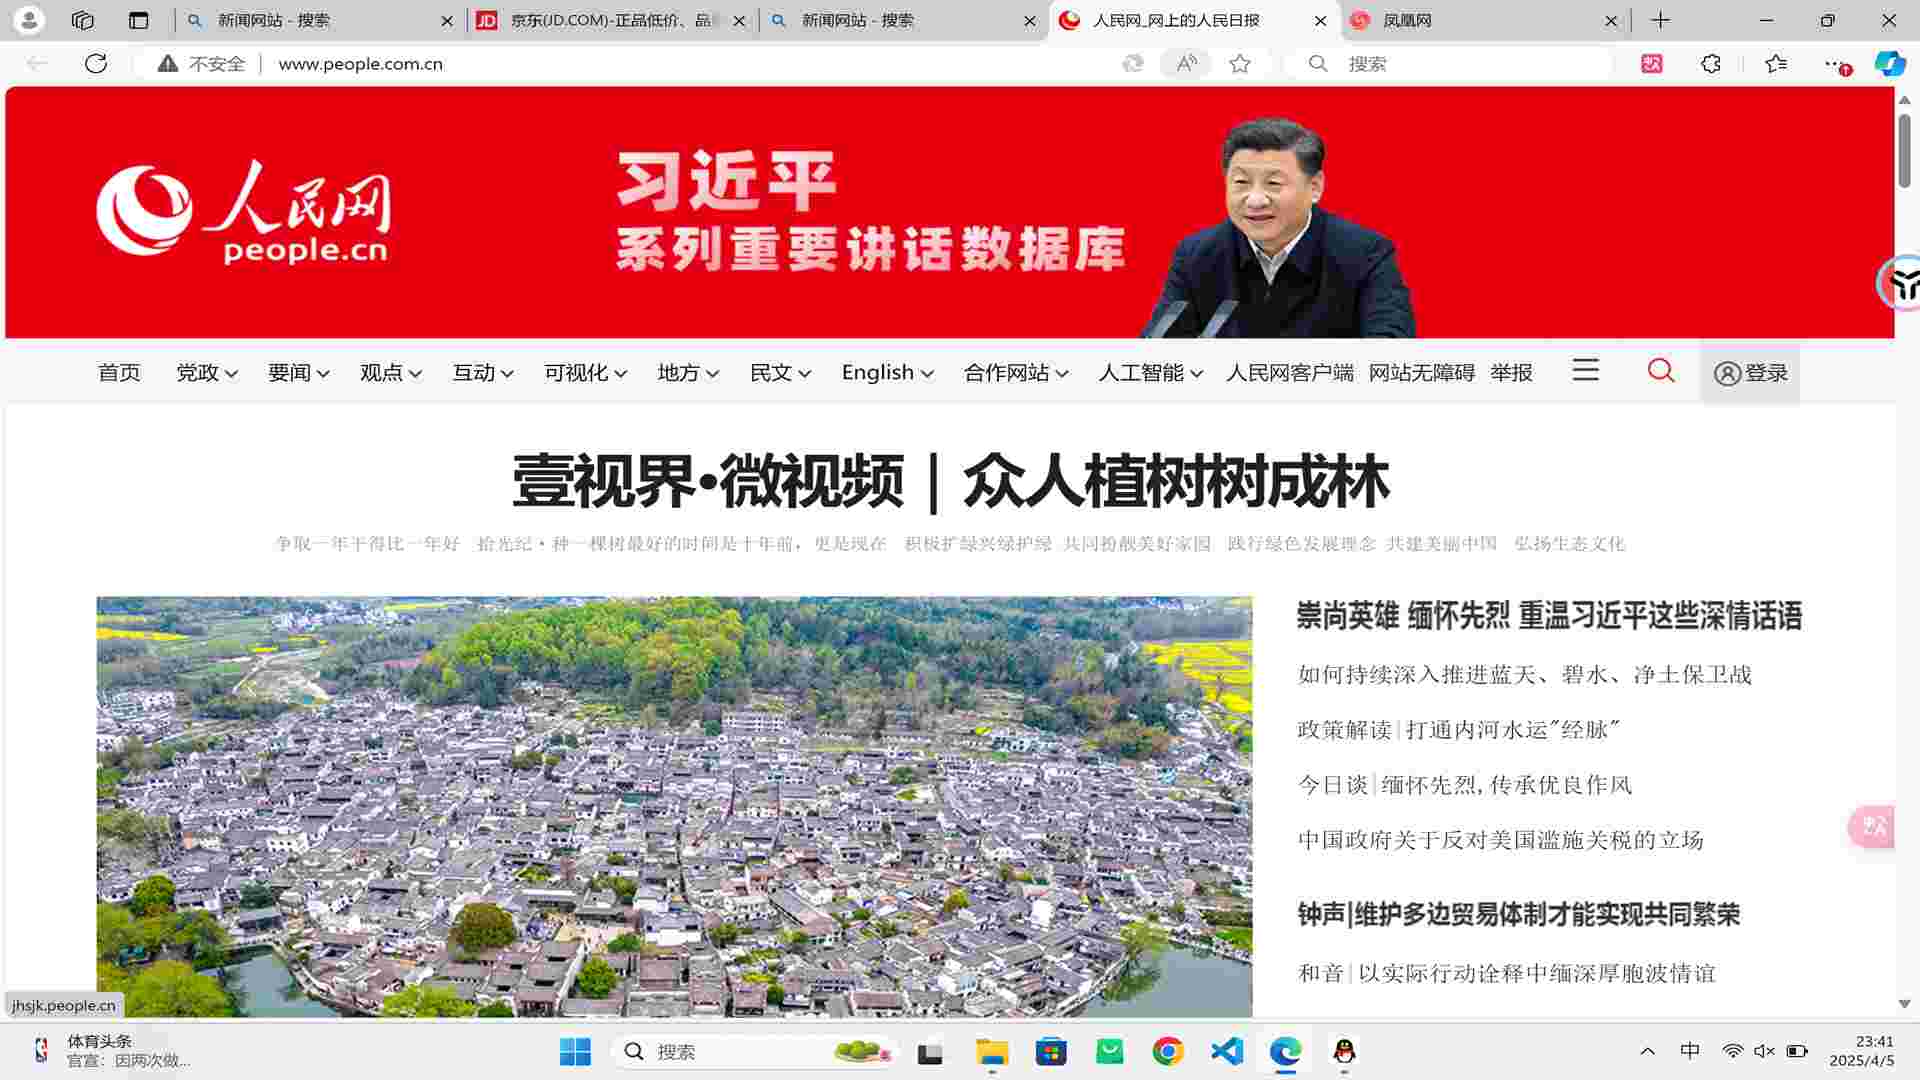 新闻网站 - 搜索
京东(JD.COM)-正品低价、品
新闻网站 - 搜索
人民网_网上的人民日报
凤凰网
不安全
www.people.com.cn
搜索
人民网
people.cn
习近平
系列重要讲话数据库
首页 党政 要闻 观点 互动 可视化 地方 民文 English 合作网站 人工智能 人民网客户端 网站无障碍 举报 登录
壹视界·微视频｜众人植树树成林
争取一年干得比一年好 拾光纪·种一棵树最好的时间是十年前，更是现在 积极扩绿兴绿护绿 共同扮靓美好家园 践行绿色发展理念 共建美丽中国 弘扬生态文化
崇尚英雄 缅怀先烈 重温习近平这些深情话语
如何持续深入推进蓝天、碧水、净土保卫战
政策解读|打通内河水运"经脉"
今日谈|缅怀先烈,传承优良作风
中国政府关于反对美国滥施关税的立场
钟声|维护多边贸易体制才能实现共同繁荣
和音|以实际行动诠释中缅深厚胞波情谊
jhsjk.people.cn
体育头条
官宣：因两次做...
搜索
中
23:41
2025/4/5